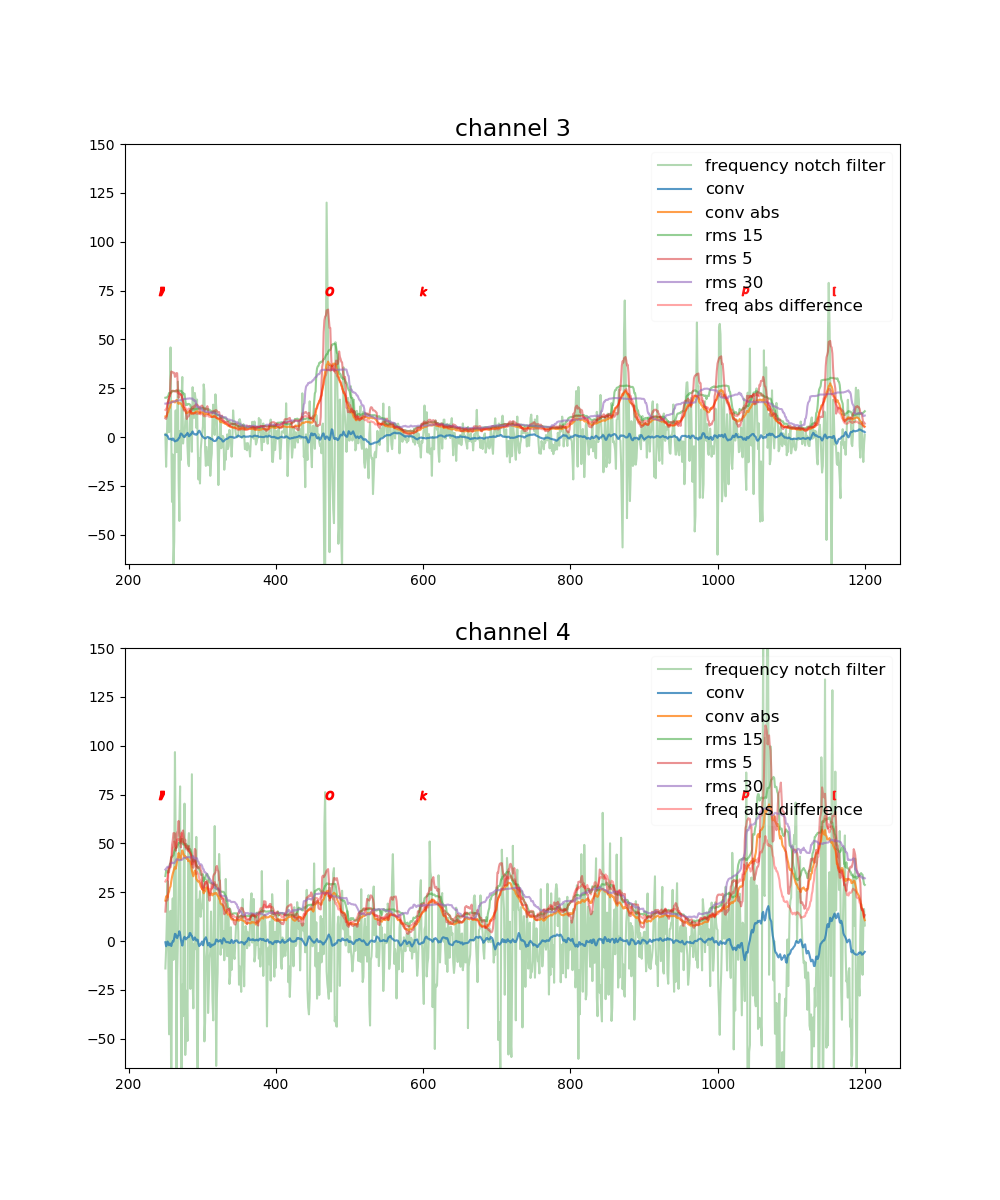 channel 3
150
125
100
75
50
25
0
−25
−50
frequency notch filter
conv
conv abs
rms 15
rms 5
rms 30
freq abs difference
, o k p [
200 400 600 800 1000 1200
channel 4
150
125
100
75
50
25
0
−25
−50
frequency notch filter
conv
conv abs
rms 15
rms 5
rms 30
freq abs difference
, o k p [
200 400 600 800 1000 1200